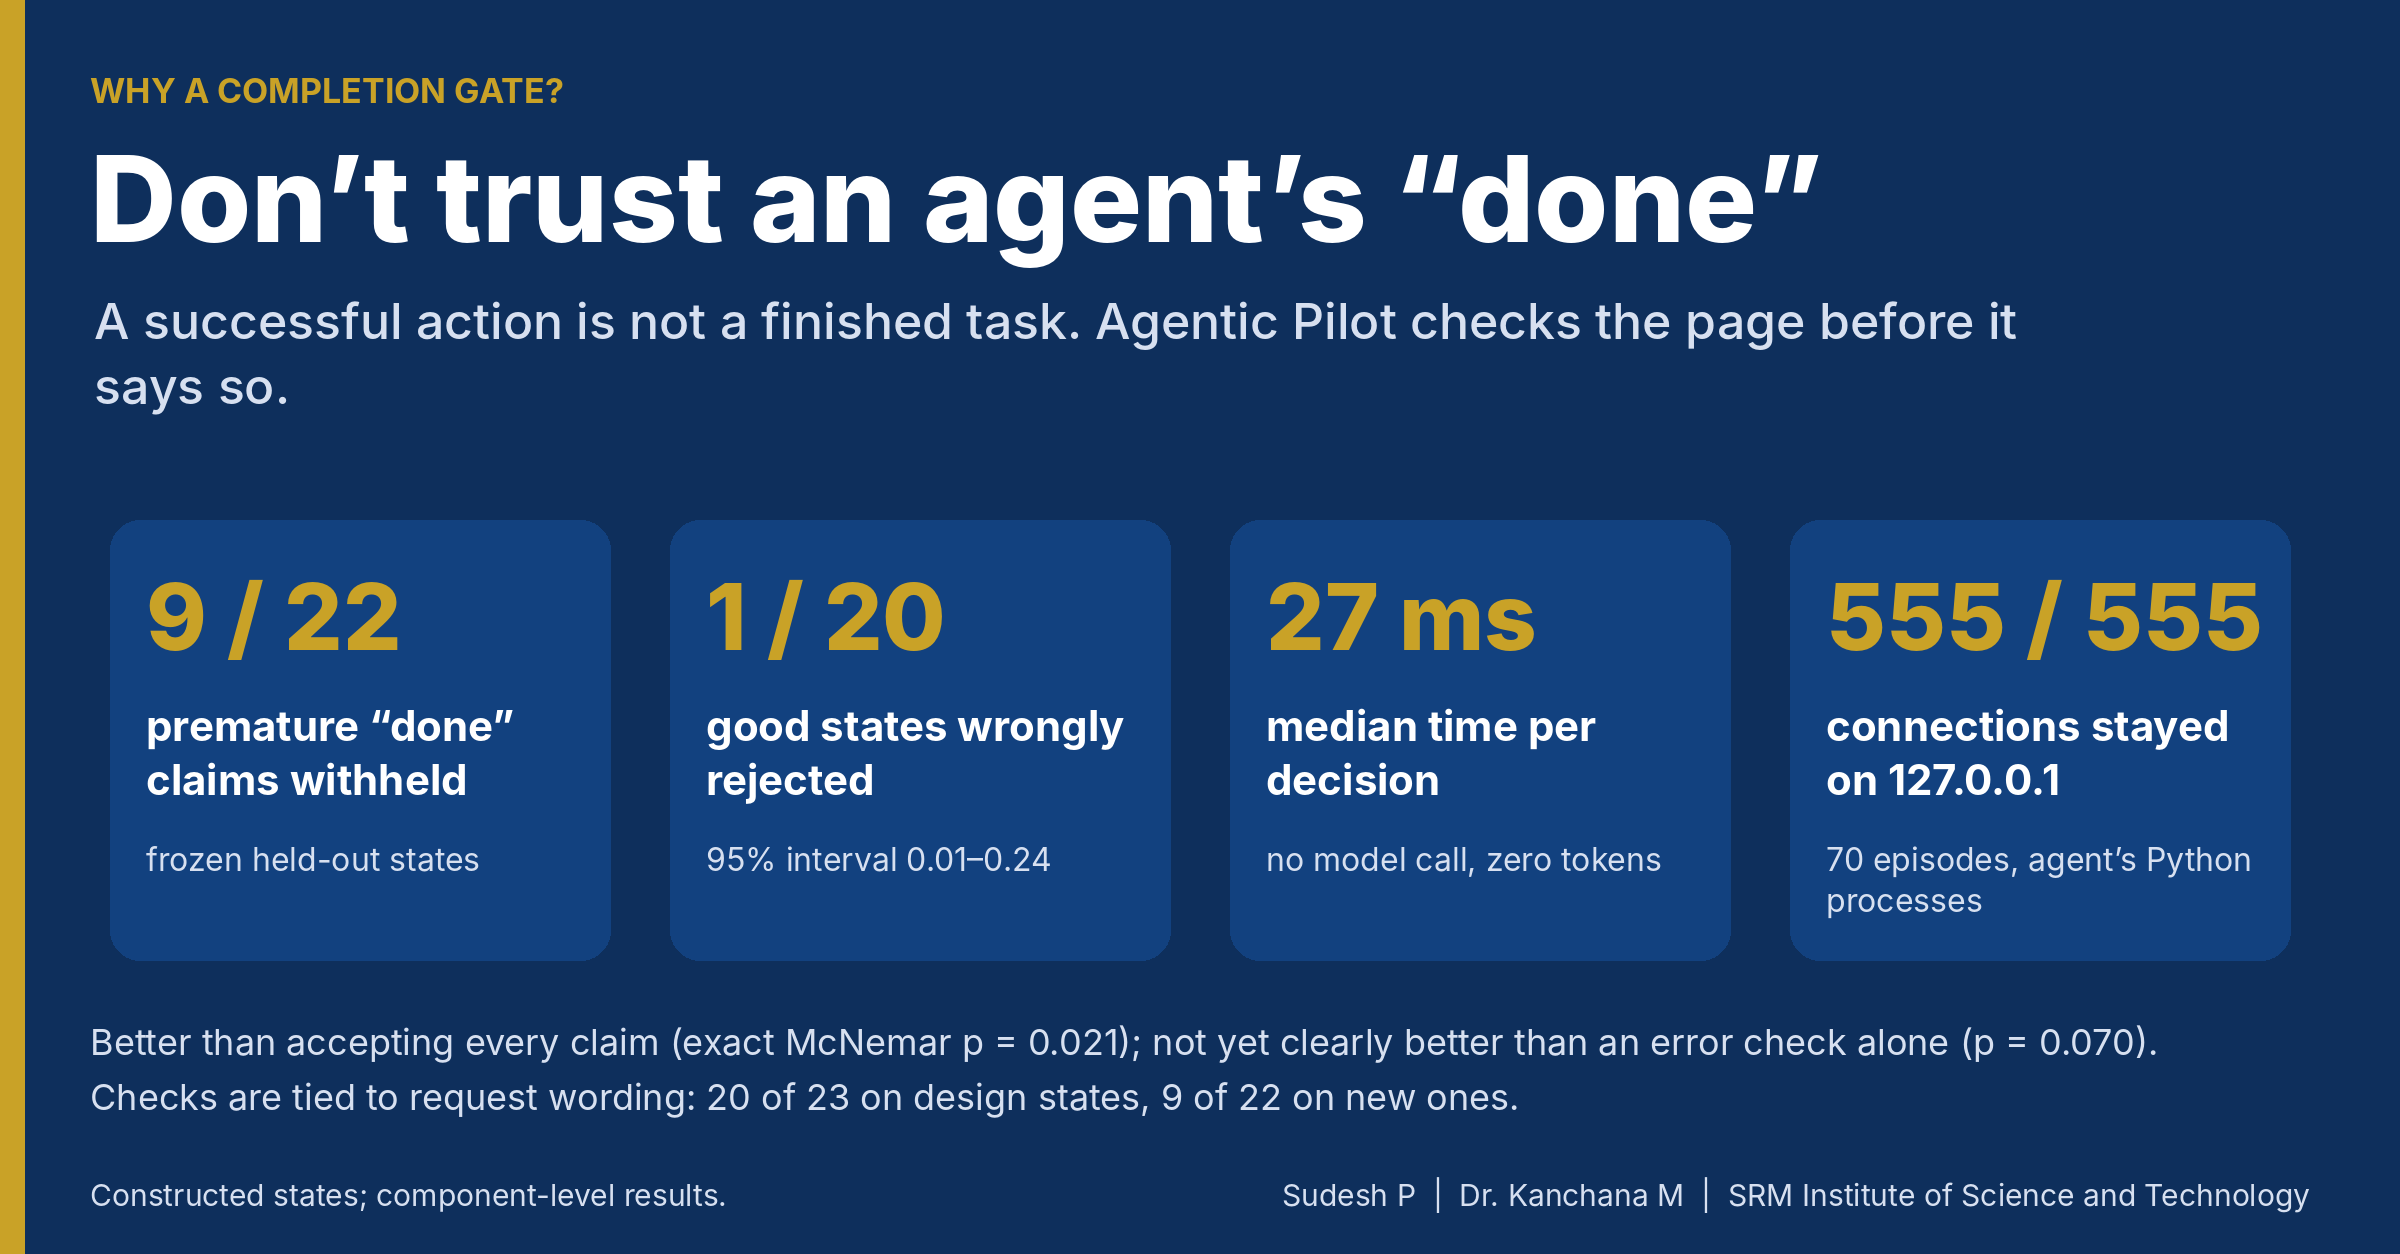 WHY A COMPLETION GATE?
Don’t trust an agent’s “done”
A successful action is not a finished task. Agentic Pilot checks the page before it
says so.
9 / 22
premature “done”
claims withheld
frozen held-out states
1 / 20
good states wrongly
rejected
95% interval 0.01–0.24
27 ms
median time per
decision
no model call, zero tokens
555 / 555
connections stayed
on 127.0.0.1
70 episodes, agent’s Python
processes
Better than accepting every claim (exact McNemar p = 0.021); not yet clearly better than an error check alone (p = 0.070).
Checks are tied to request wording: 20 of 23 on design states, 9 of 22 on new ones.
Constructed states; component-level results.
Sudesh P | Dr. Kanchana M | SRM Institute of Science and Technology